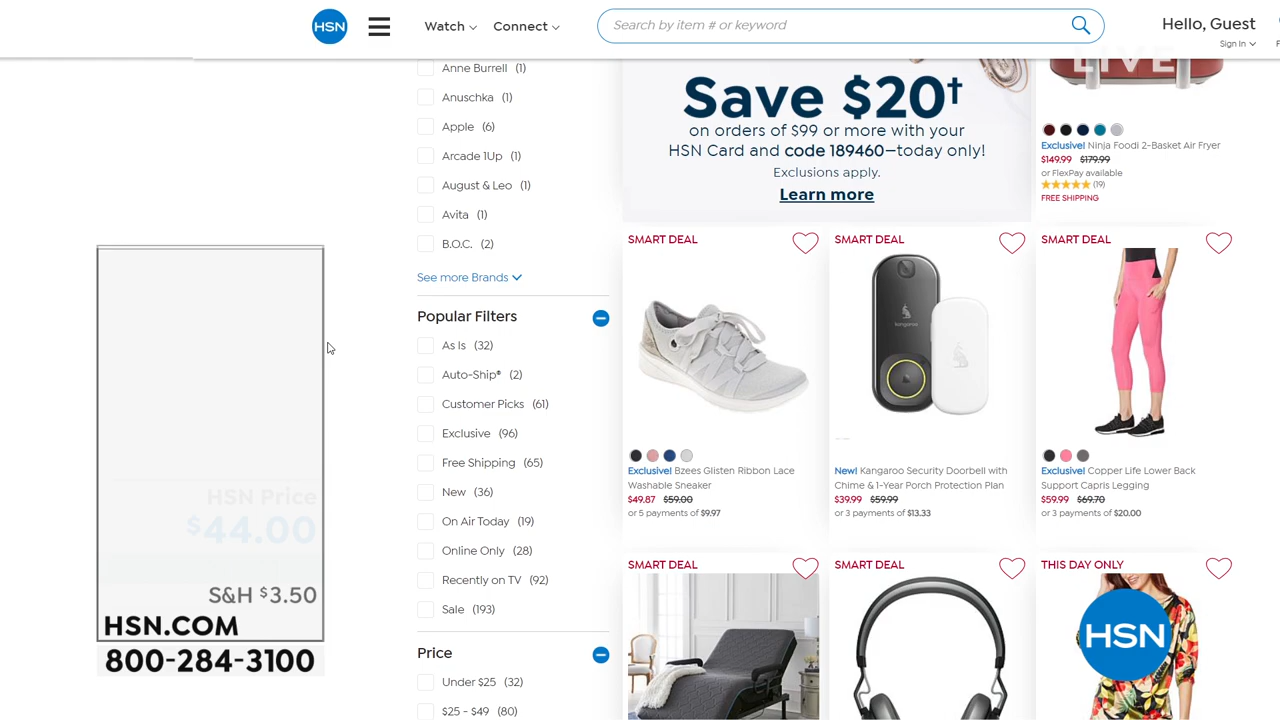 HSN
Watch
Connect
Search by item # or keyword
Hello, Guest
Sign In
Anne Burrell (1)
Anuschka (1)
Apple (6)
Arcade 1Up (1)
August & Leo (1)
Avita (1)
B.O.C. (2)
See more Brands
Popular Filters
As Is (32)
Auto-Ship® (2)
Customer Picks (61)
Exclusive (96)
Free Shipping (65)
New (36)
On Air Today (19)
Online Only (28)
Recently on TV (92)
Sale (193)
Price
Under $25 (32)
$25 - $49 (80)
Save $20†
on orders of $99 or more with your
HSN Card and code 189460—today only!
Exclusions apply.
Learn more
LIVE
Exclusive! Ninja Foodi 2-Basket Air Fryer
$149.99 $179.99
or FlexPay available
(19)
FREE SHIPPING
SMART DEAL
Exclusive! Bzees Glisten Ribbon Lace
Washable Sneaker
$49.87 $59.00
or 5 payments of $9.97
SMART DEAL
kangaroo
New! Kangaroo Security Doorbell with
Chime & 1-Year Porch Protection Plan
$39.99 $59.99
or 3 payments of $13.33
SMART DEAL
Exclusive! Copper Life Lower Back
Support Capris Legging
$59.99 $69.70
or 3 payments of $20.00
SMART DEAL
SMART DEAL
THIS DAY ONLY
HSN
HSN Price
$44.00
S&H $3.50
HSN.COM
800-284-3100